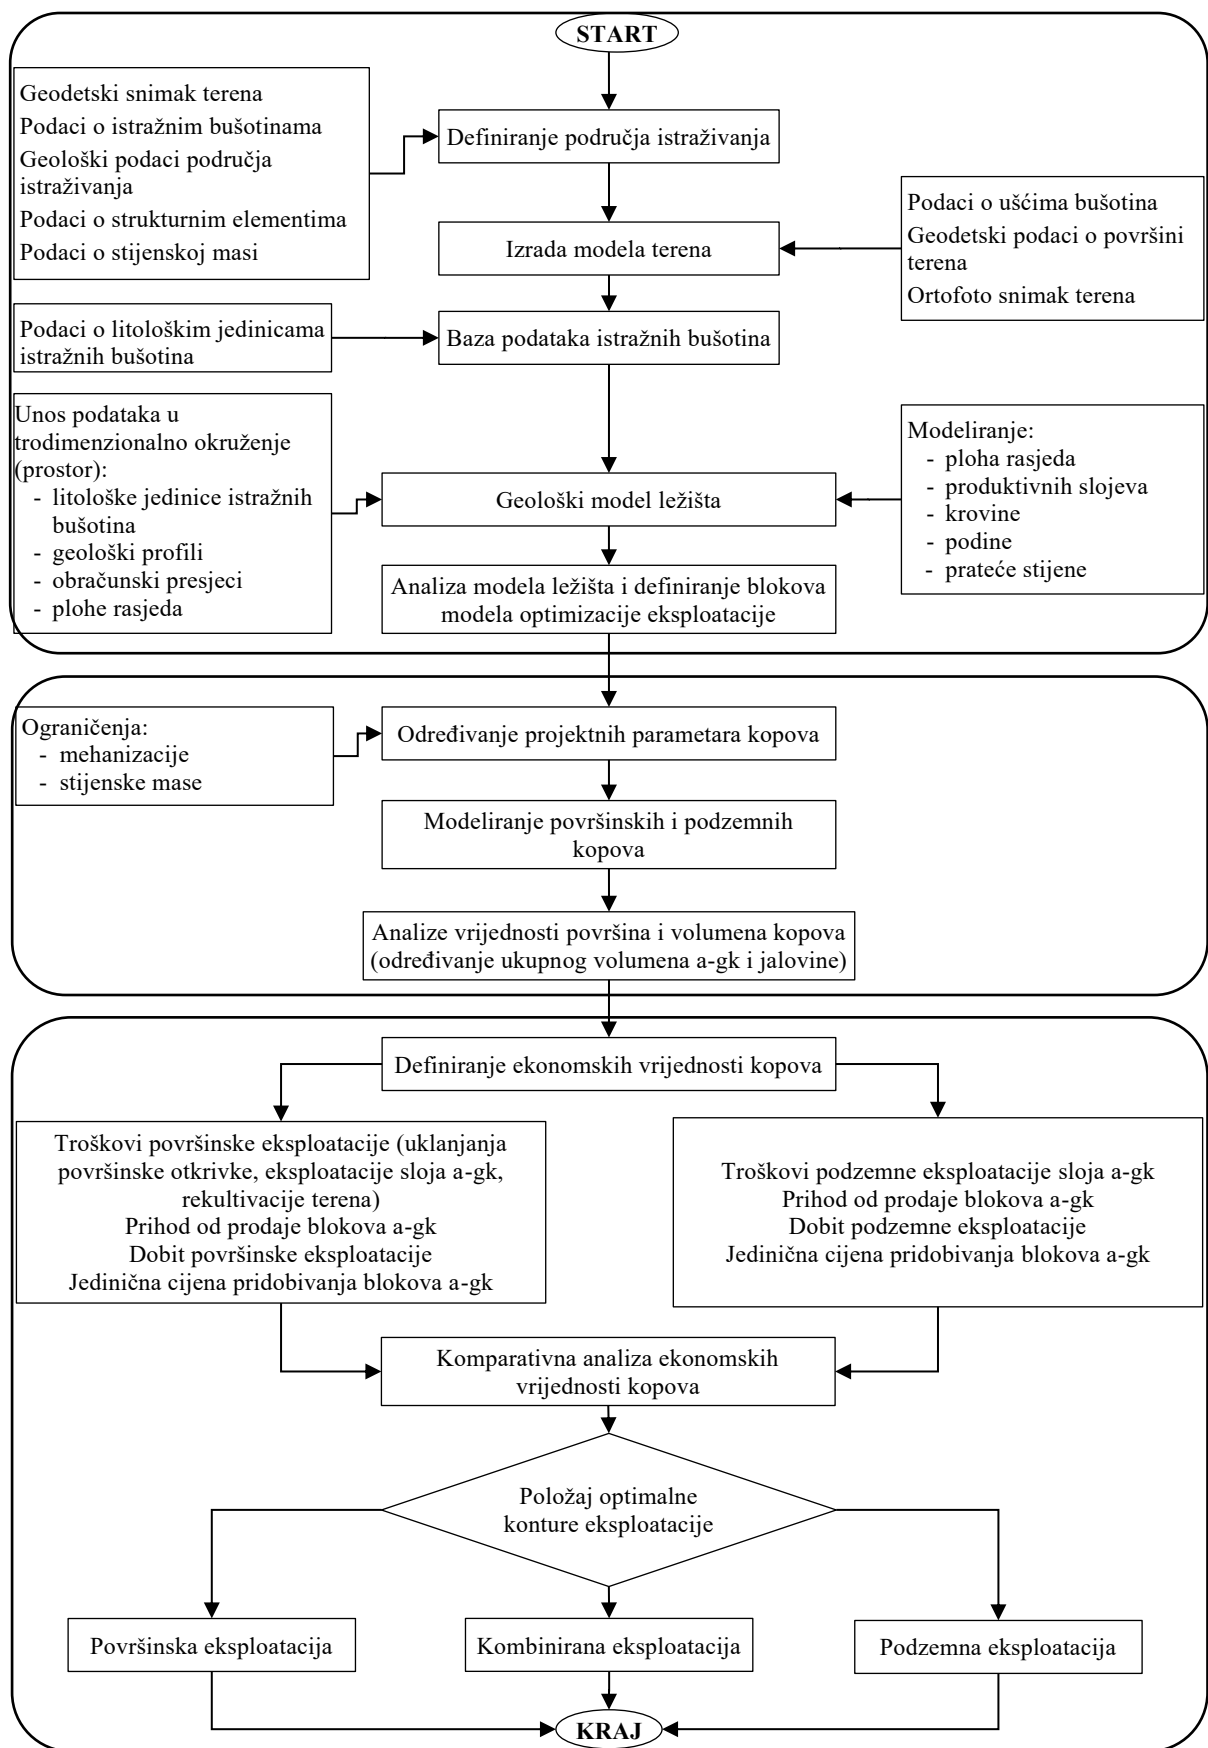 START
Geodetski snimak terena
Podaci o istražnim bušotinama
Geološki podaci područja
istraživanja
Podaci o strukturnim elementima
Podaci o stijenskoj masi
Definiranje područja istraživanja
Podaci o ušćima bušotina
Geodetski podaci o površini
terena
Ortofoto snimak terena
Izrada modela terena
Podaci o litološkim jedinicama
istražnih bušotina
Baza podataka istražnih bušotina
Unos podataka u
trodimenzionalno okruženje
(prostor):
- litološke jedinice istražnih
bušotina
- geološki profili
- obračunski presjeci
- plohe rasjeda
Geološki model ležišta
Modeliranje:
- ploha rasjeda
- produktivnih slojeva
- krovine
- podine
- prateće stijene
Analiza modela ležišta i definiranje blokova
modela optimizacije eksploatacije
Ograničenja:
- mehanizacije
- stijenske mase
Određivanje projektnih parametara kopova
Modeliranje površinskih i podzemnih
kopova
Analize vrijednosti površina i volumena kopova
(određivanje ukupnog volumena a-gk i jalovine)
Definiranje ekonomskih vrijednosti kopova
Troškovi površinske eksploatacije (uklanjanja
površinske otkrivke, eksploatacije sloja a-gk,
rekultivacije terena)
Prihod od prodaje blokova a-gk
Dobit površinske eksploatacije
Jedinična cijena pridobivanja blokova a-gk
Troškovi podzemne eksploatacije sloja a-gk
Prihod od prodaje blokova a-gk
Dobit podzemne eksploatacije
Jedinična cijena pridobivanja blokova a-gk
Komparativna analiza ekonomskih
vrijednosti kopova
Položaj optimalne
konture eksploatacije
Površinska eksploatacija
Kombinirana eksploatacija
Podzemna eksploatacija
KRAJ